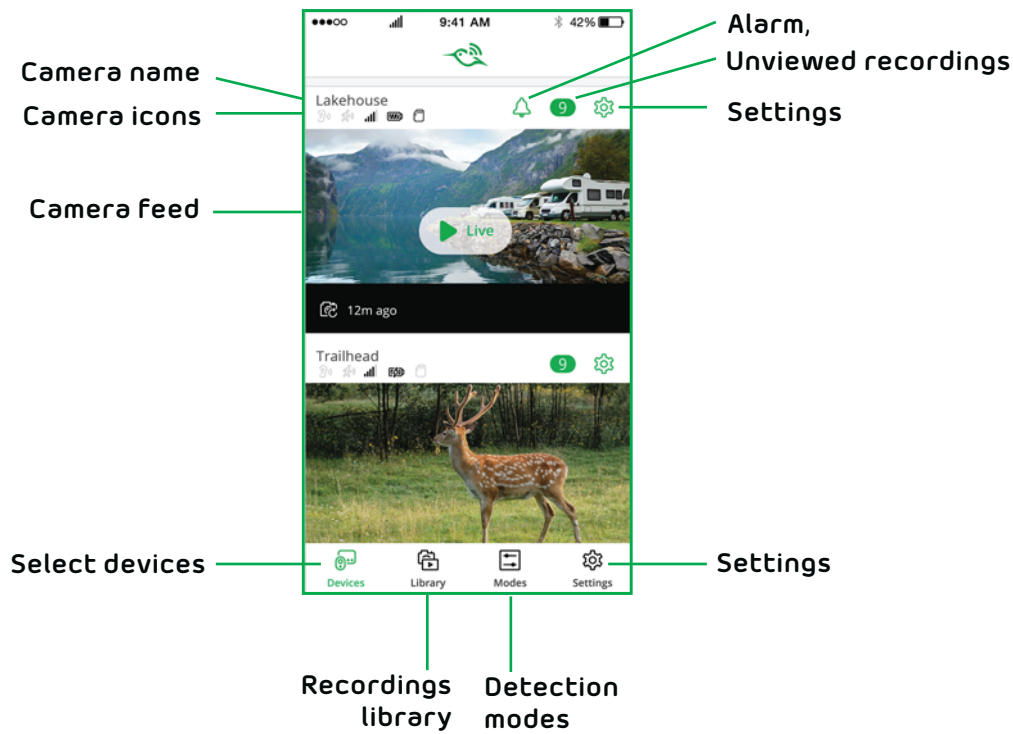 9:41 AM
42%
Alarm,
Unviewed recordings
Camera name
Camera icons
Lakehouse
9
Settings
Camera feed
Live
12m ago
Trailhead
9
Select devices
Devices
Library
Modes
Settings
Settings
Recordings
library
Detection
modes